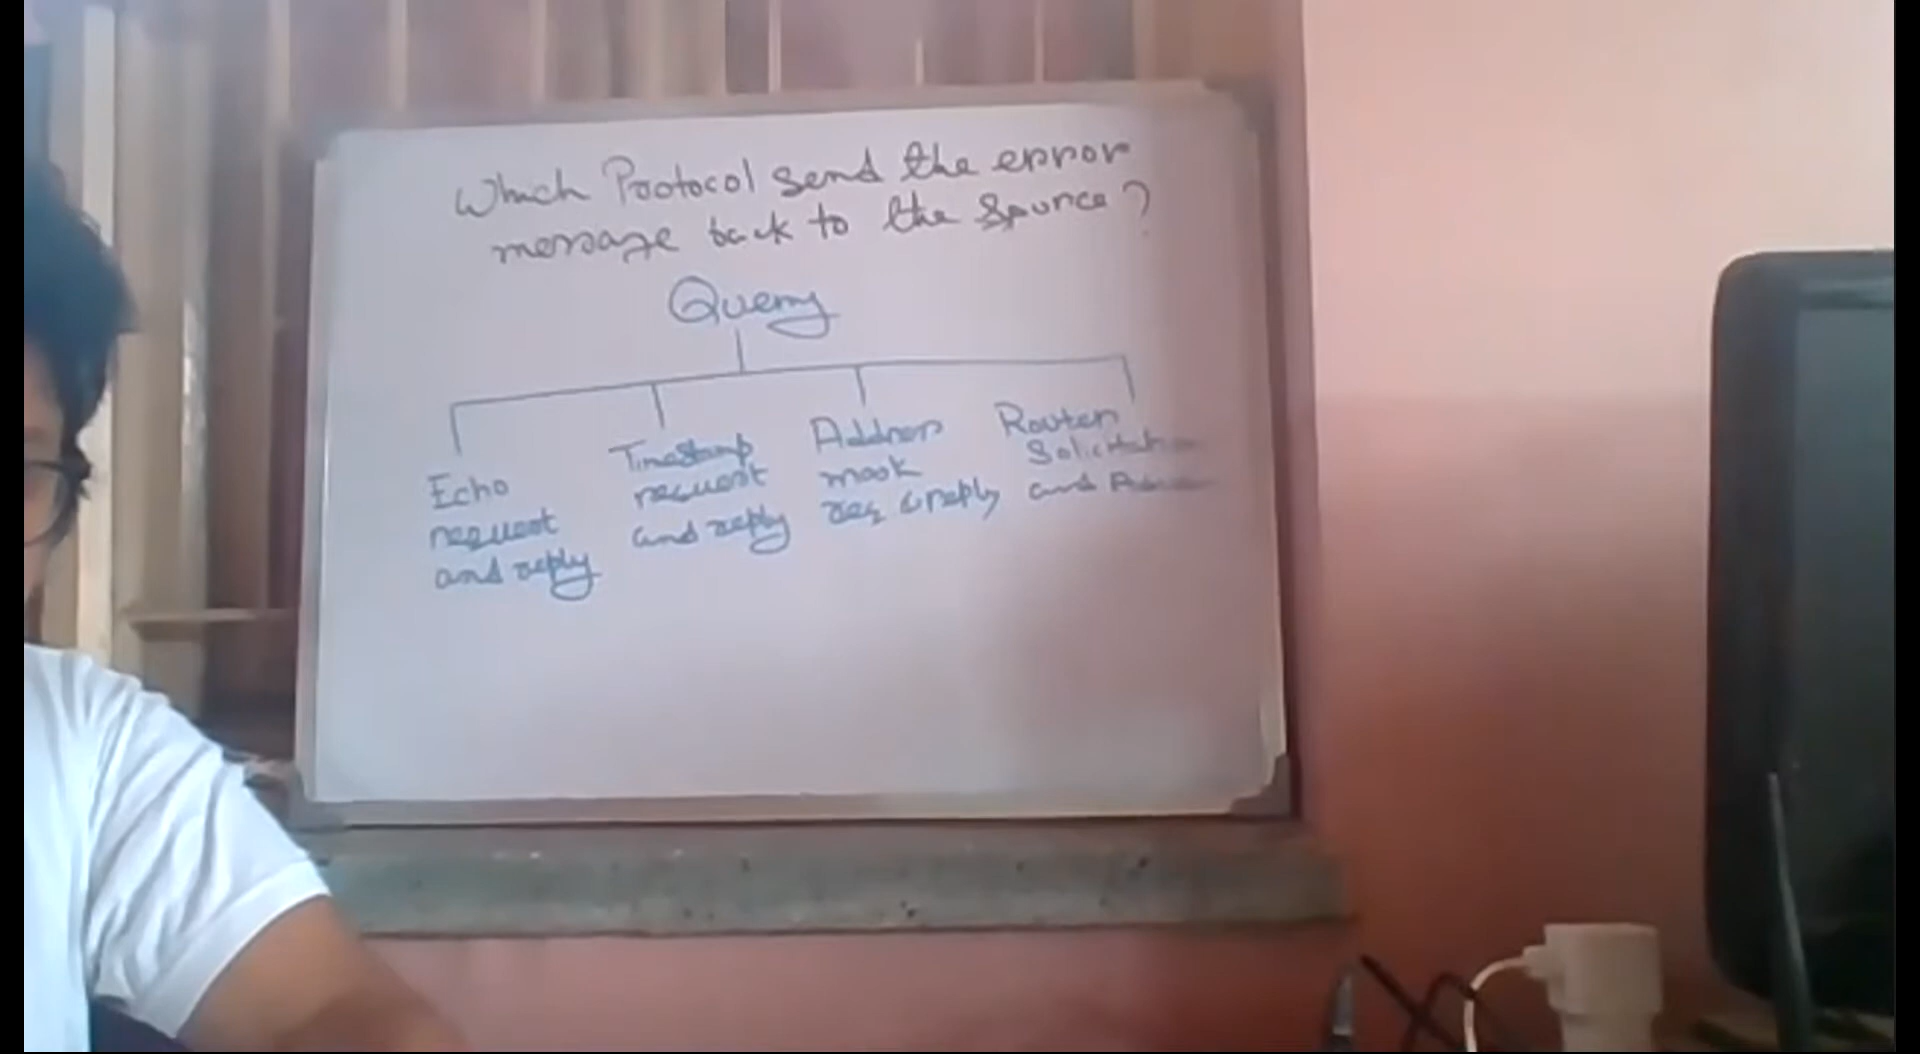 Which Protocol send the error
message back to the source?
Query
Echo
request
and reply
Timestamp
request
and reply
Address
mask
req & reply
Router
Solicitation
and